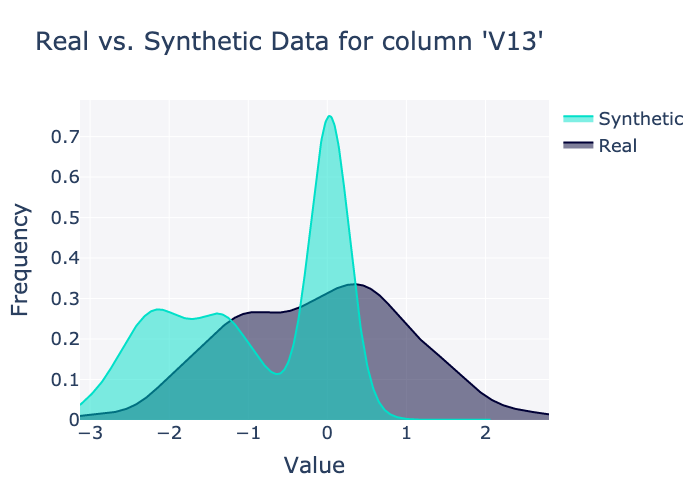 Real vs. Synthetic Data for column 'V13'
Synthetic
Real
Frequency
0.7
0.6
0.5
0.4
0.3
0.2
0.1
0
−3 −2 −1 0 1 2
Value